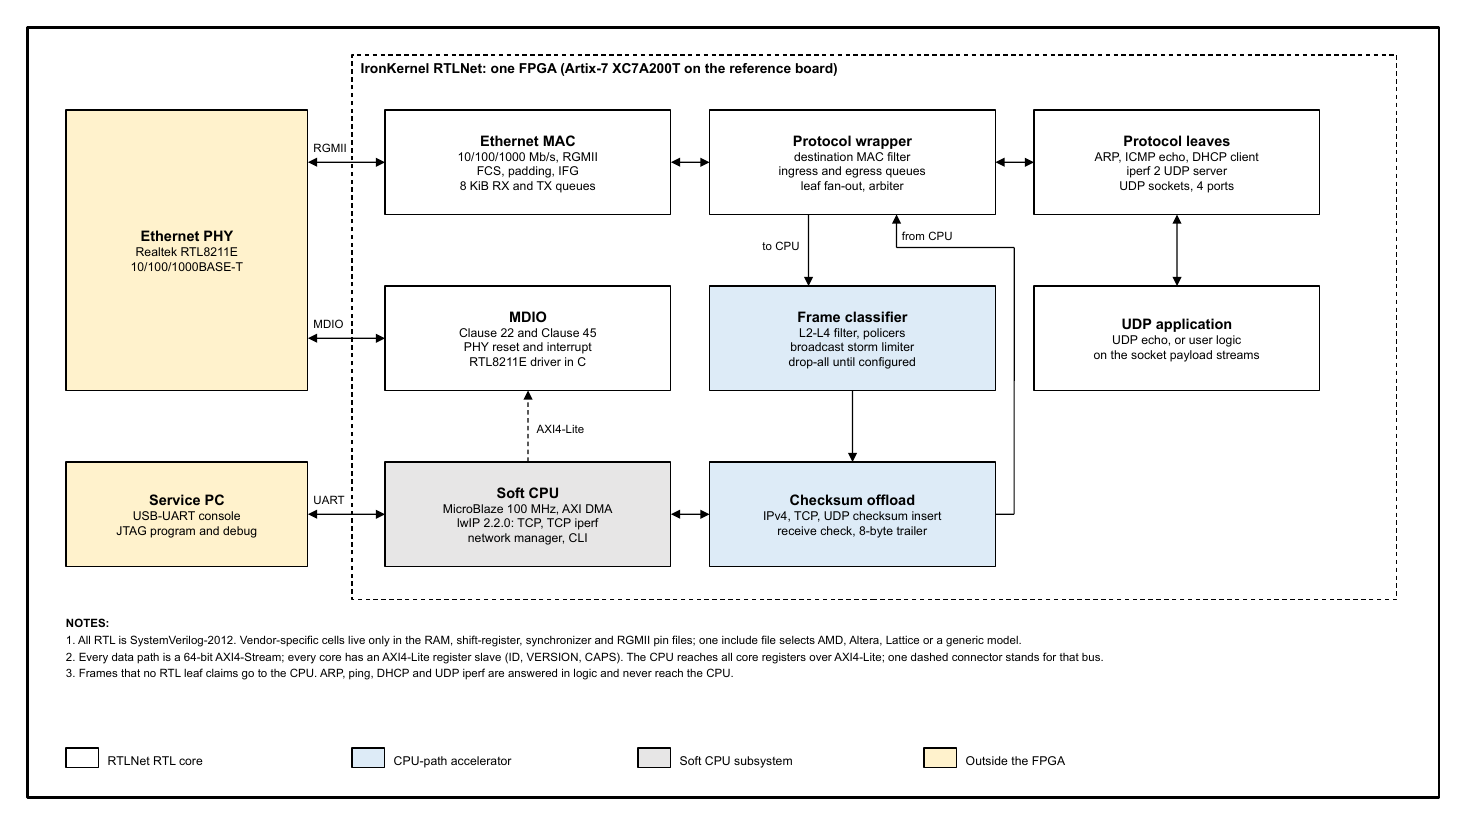 IronKernel RTLNet: one FPGA (Artix-7 XC7A200T on the reference board)
Ethernet PHY
Realtek RTL8211E
10/100/1000BASE-T
RGMII
Ethernet MAC
10/100/1000 Mb/s, RGMII
FCS, padding, IFG
8 KiB RX and TX queues
Protocol wrapper
destination MAC filter
ingress and egress queues
leaf fan-out, arbiter
Protocol leaves
ARP, ICMP echo, DHCP client
iperf 2 UDP server
UDP sockets, 4 ports
to CPU
from CPU
MDIO
MDIO
Clause 22 and Clause 45
PHY reset and interrupt
RTL8211E driver in C
Frame classifier
L2-L4 filter, policers
broadcast storm limiter
drop-all until configured
UDP application
UDP echo, or user logic
on the socket payload streams
AXI4-Lite
Service PC
USB-UART console
JTAG program and debug
UART
Soft CPU
MicroBlaze 100 MHz, AXI DMA
lwIP 2.2.0: TCP, TCP iperf
network manager, CLI
Checksum offload
IPv4, TCP, UDP checksum insert
receive check, 8-byte trailer
NOTES:
1. All RTL is SystemVerilog-2012. Vendor-specific cells live only in the RAM, shift-register, synchronizer and RGMII pin files; one include file selects AMD, Altera, Lattice or a generic model.
2. Every data path is a 64-bit AXI4-Stream; every core has an AXI4-Lite register slave (ID, VERSION, CAPS). The CPU reaches all core registers over AXI4-Lite; one dashed connector stands for that bus.
3. Frames that no RTL leaf claims go to the CPU. ARP, ping, DHCP and UDP iperf are answered in logic and never reach the CPU.
RTLNet RTL core
CPU-path accelerator
Soft CPU subsystem
Outside the FPGA